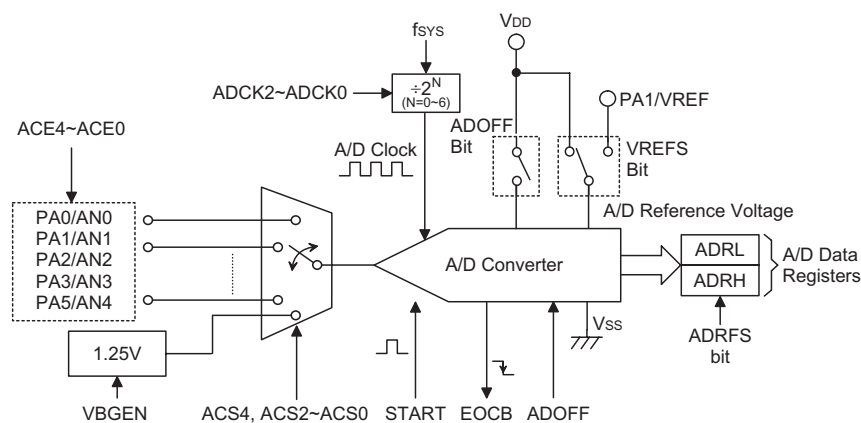 fSYS
VDD
ADCK2~ADCK0
÷2^N
(N=0~6)
PA1/VREF
ACE4~ACE0
A/D Clock
ADOFF
Bit
VREFS
Bit
A/D Reference Voltage
PA0/AN0
PA1/AN1
PA2/AN2
PA3/AN3
PA5/AN4
A/D Converter
ADRL
ADRH
A/D Data
Registers
VSS
1.25V
ADRFS
bit
VBGEN
ACS4, ACS2~ACS0
START
EOCB
ADOFF